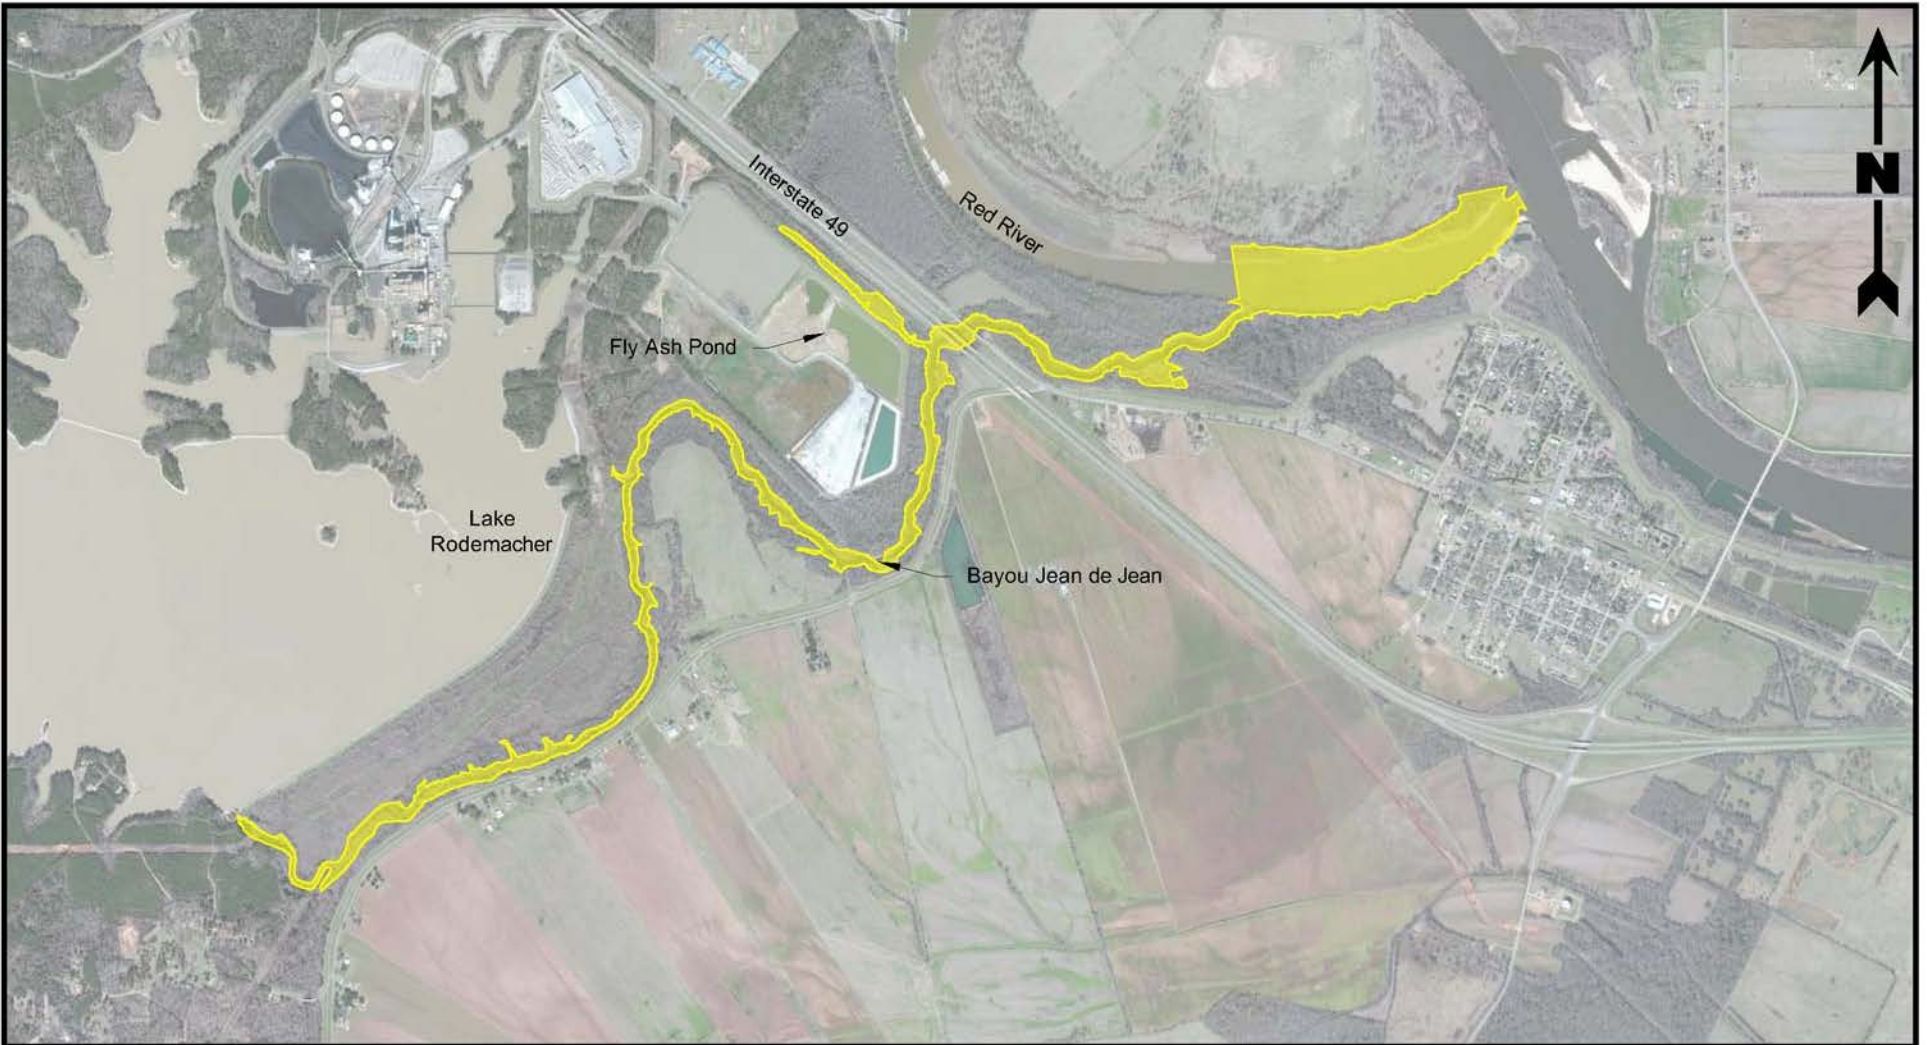 N
Interstate 49
Red River
Fly Ash Pond
Lake
Rodemacher
Bayou Jean de Jean